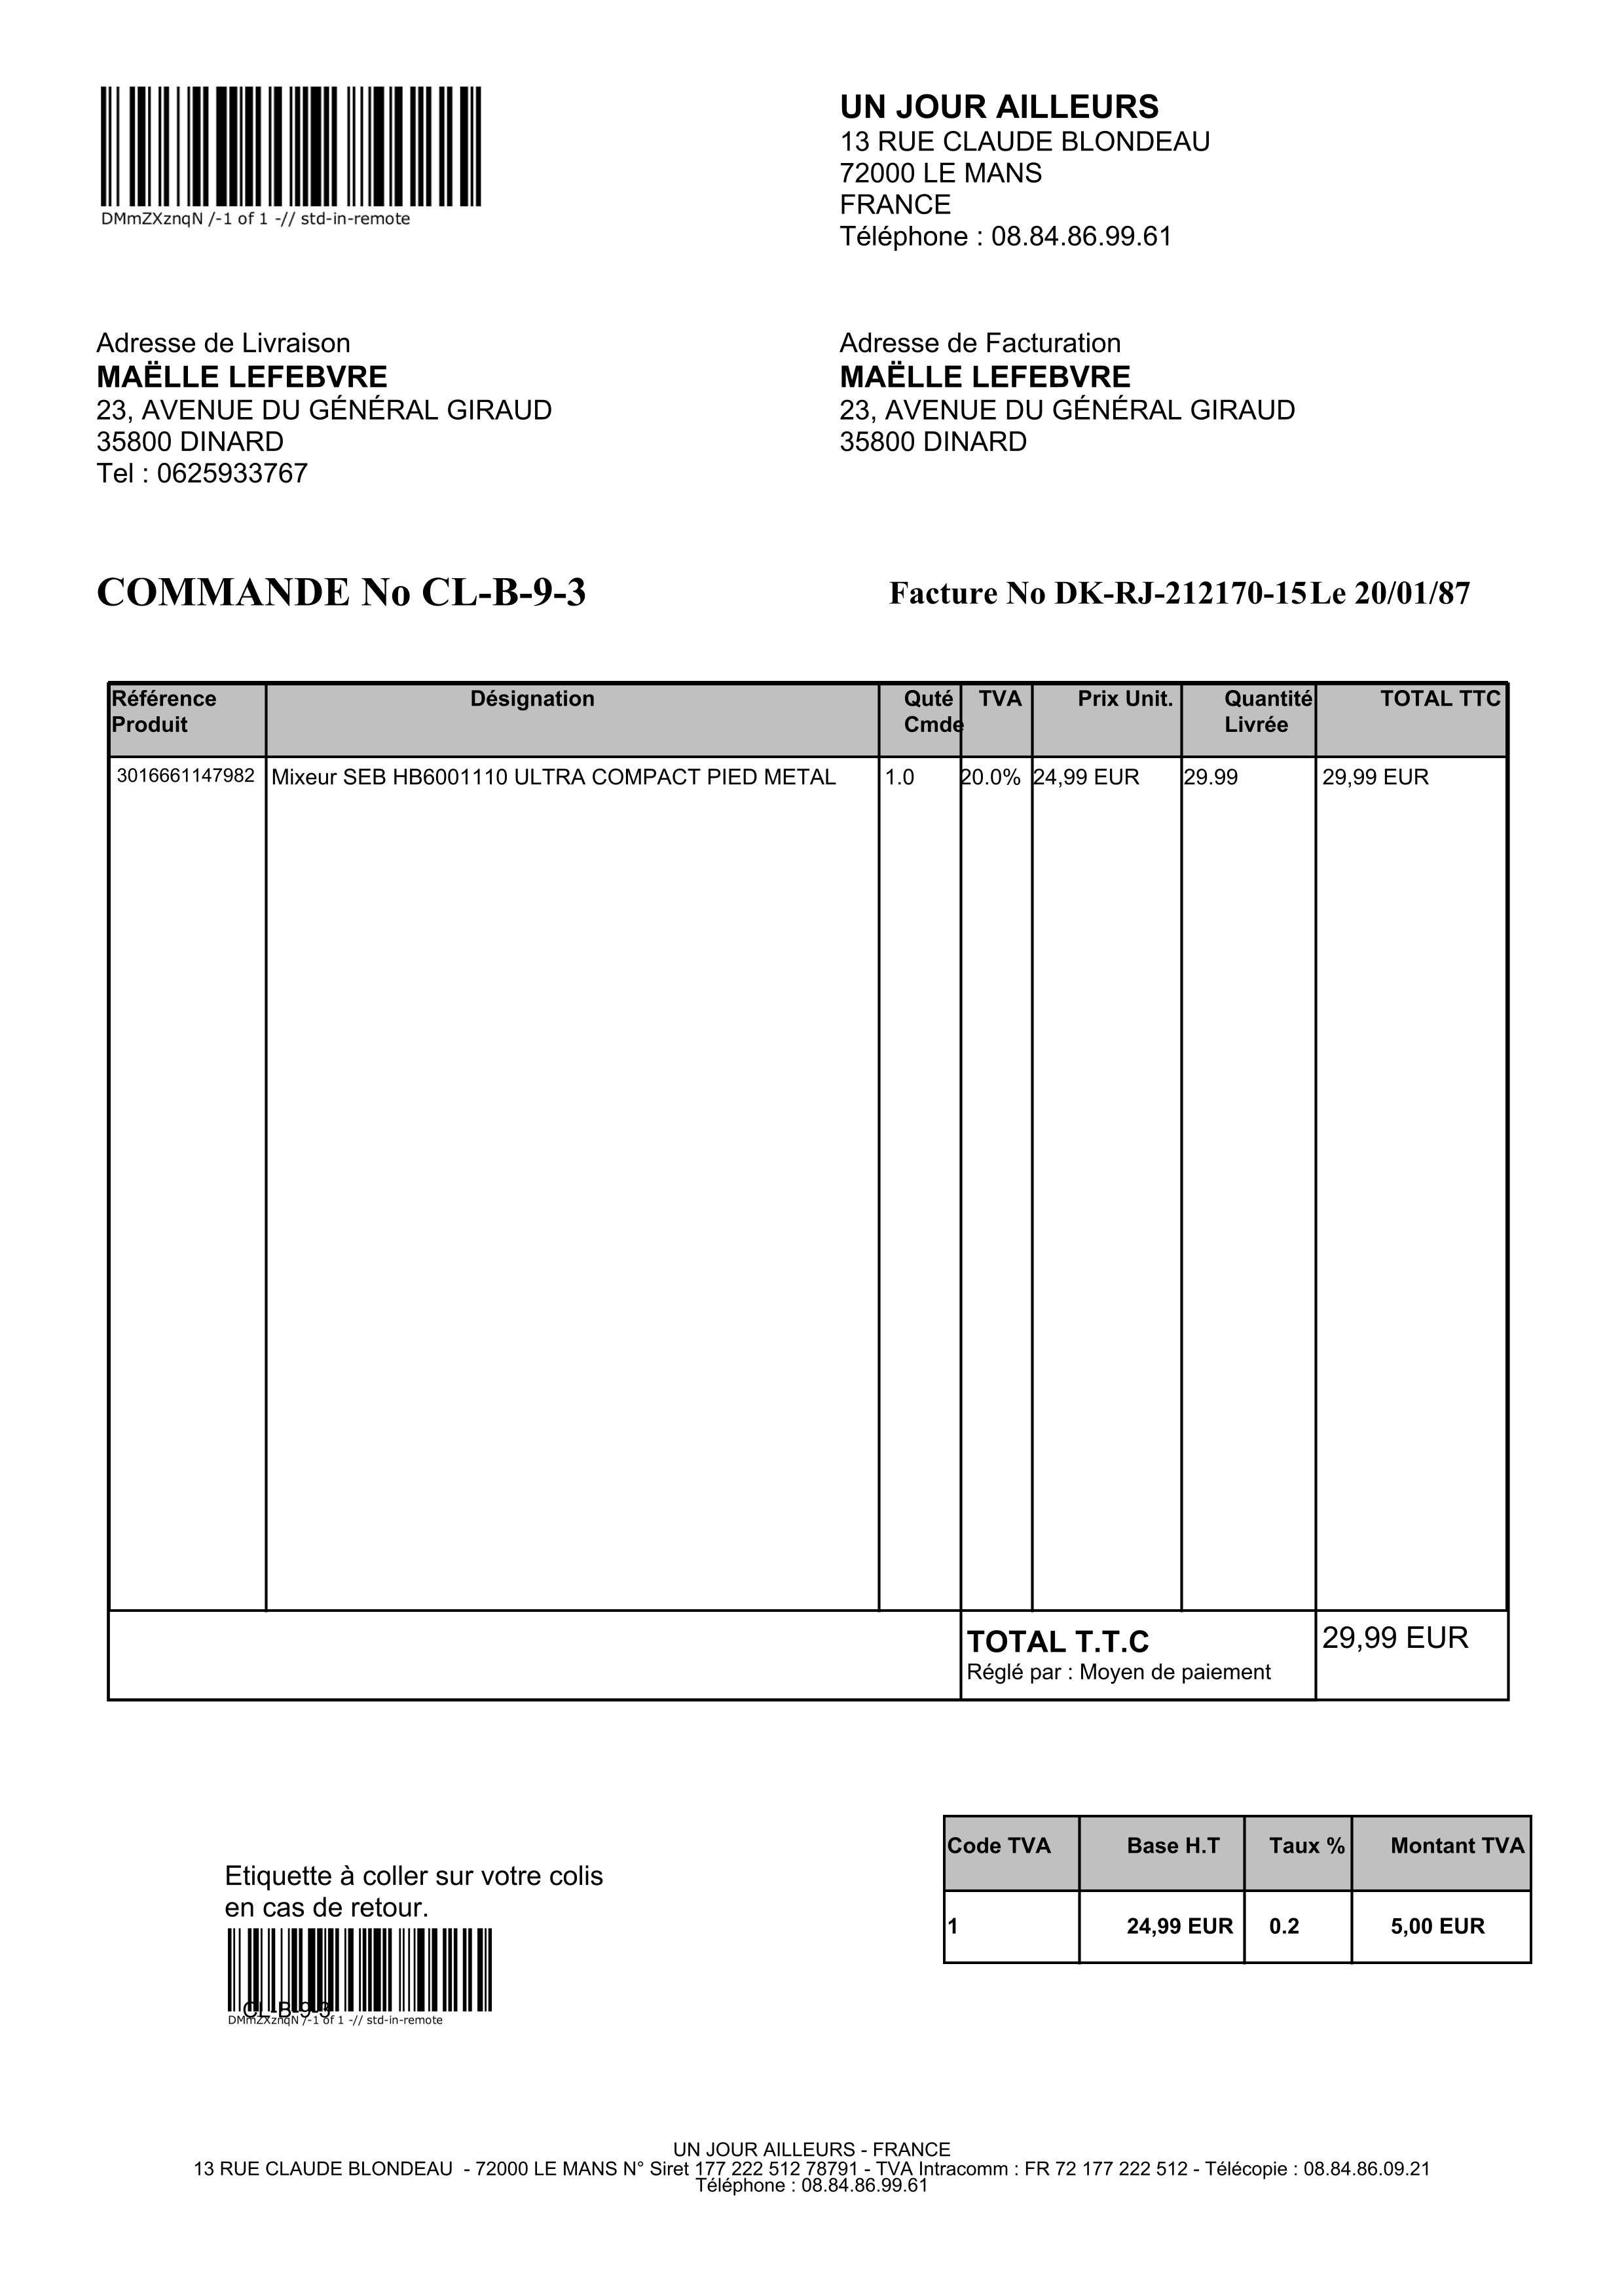 UN JOUR AILLEURS
13 RUE CLAUDE BLONDEAU
72000 LE MANS
FRANCE
Téléphone : 08.84.86.99.61
DMmZXznqN /-1 of 1 -// std-in-remote
Adresse de Livraison
MAËLLE LEFEBVRE
23, AVENUE DU GÉNÉRAL GIRAUD
35800 DINARD
Tel : 0625933767
Adresse de Facturation
MAËLLE LEFEBVRE
23, AVENUE DU GÉNÉRAL GIRAUD
35800 DINARD
COMMANDE No CL-B-9-3
Facture No DK-RJ-212170-15 Le 20/01/87
Référence Produit Désignation Quté Cmde TVA Prix Unit. Quantité Livrée TOTAL TTC
3016661147982 Mixeur SEB HB6001110 ULTRA COMPACT PIED METAL 1.0 20.0% 24,99 EUR 29.99 29,99 EUR
TOTAL T.T.C 29,99 EUR
Réglé par : Moyen de paiement
Code TVA Base H.T Taux % Montant TVA
1 24,99 EUR 0.2 5,00 EUR
Etiquette à coller sur votre colis
en cas de retour.
CL-B-9-3
DMmZXznqN /-1 of 1 -// std-in-remote
UN JOUR AILLEURS - FRANCE
13 RUE CLAUDE BLONDEAU - 72000 LE MANS N° Siret 177 222 512 78791 - TVA Intracomm : FR 72 177 222 512 - Télécopie : 08.84.86.09.21
Téléphone : 08.84.86.99.61